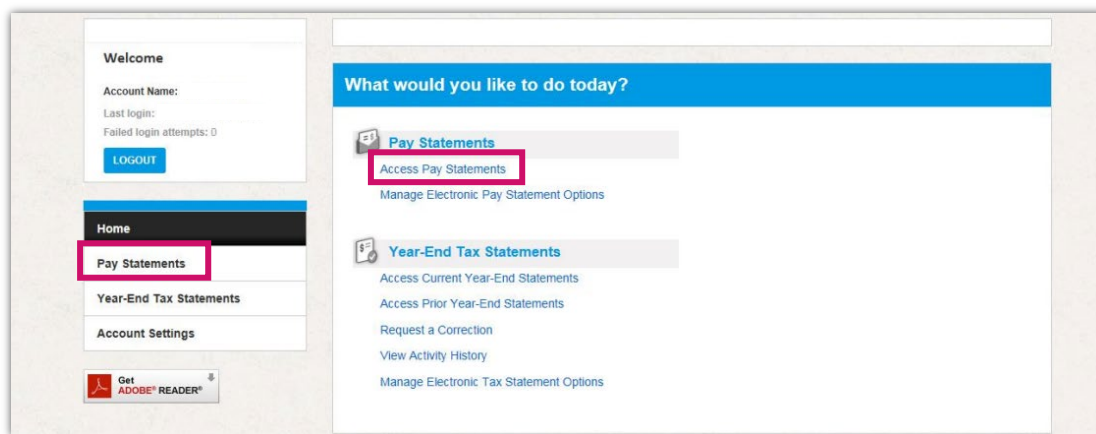 Welcome
Account Name:
Last login:
Failed login attempts: 0
LOGOUT
Home
Pay Statements
Year-End Tax Statements
Account Settings
Get
ADOBE® READER®
What would you like to do today?
Pay Statements
Access Pay Statements
Manage Electronic Pay Statement Options
Year-End Tax Statements
Access Current Year-End Statements
Access Prior Year-End Statements
Request a Correction
View Activity History
Manage Electronic Tax Statement Options